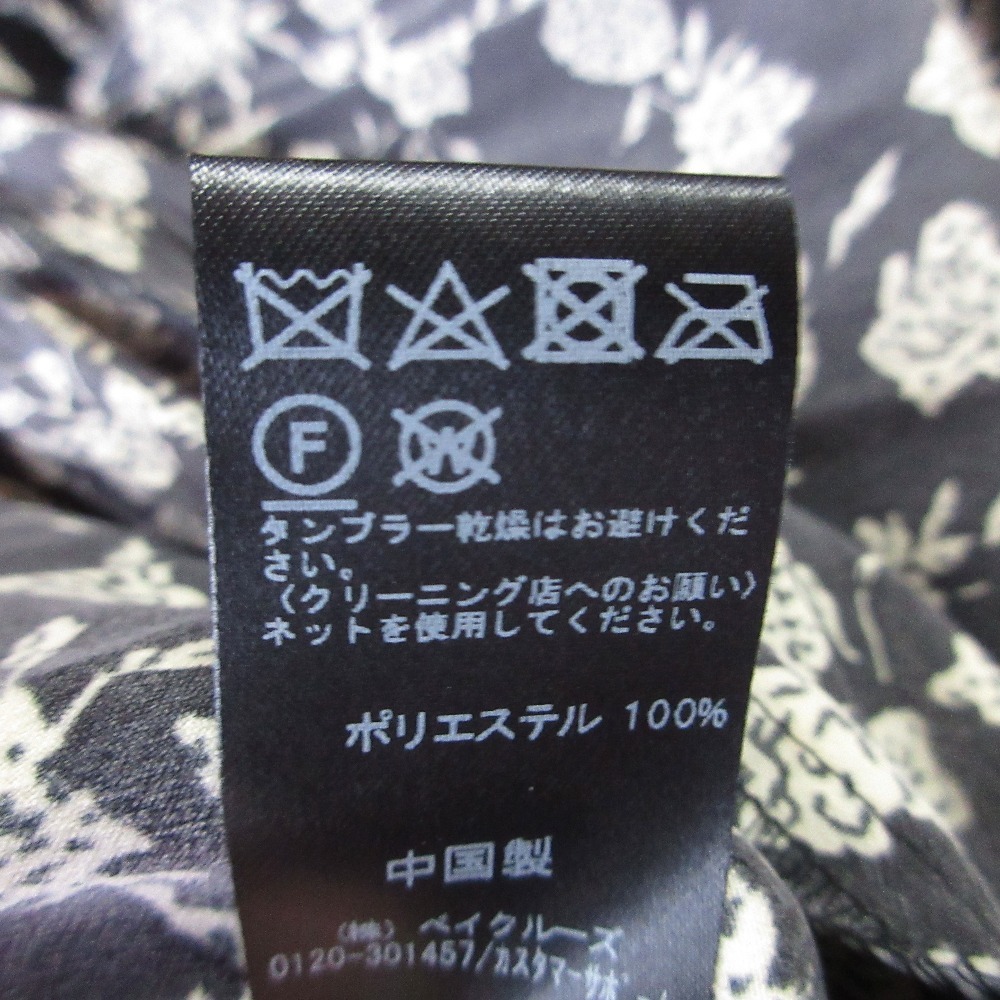 F
W
タンブラー乾燥はお避けくだ
さい。
〈クリーニング店へのお願い〉
ネットを使用してください。
ポリエステル 100%
中国製
(株) ベイクルーズ
0120-301457/カスタマーサポ